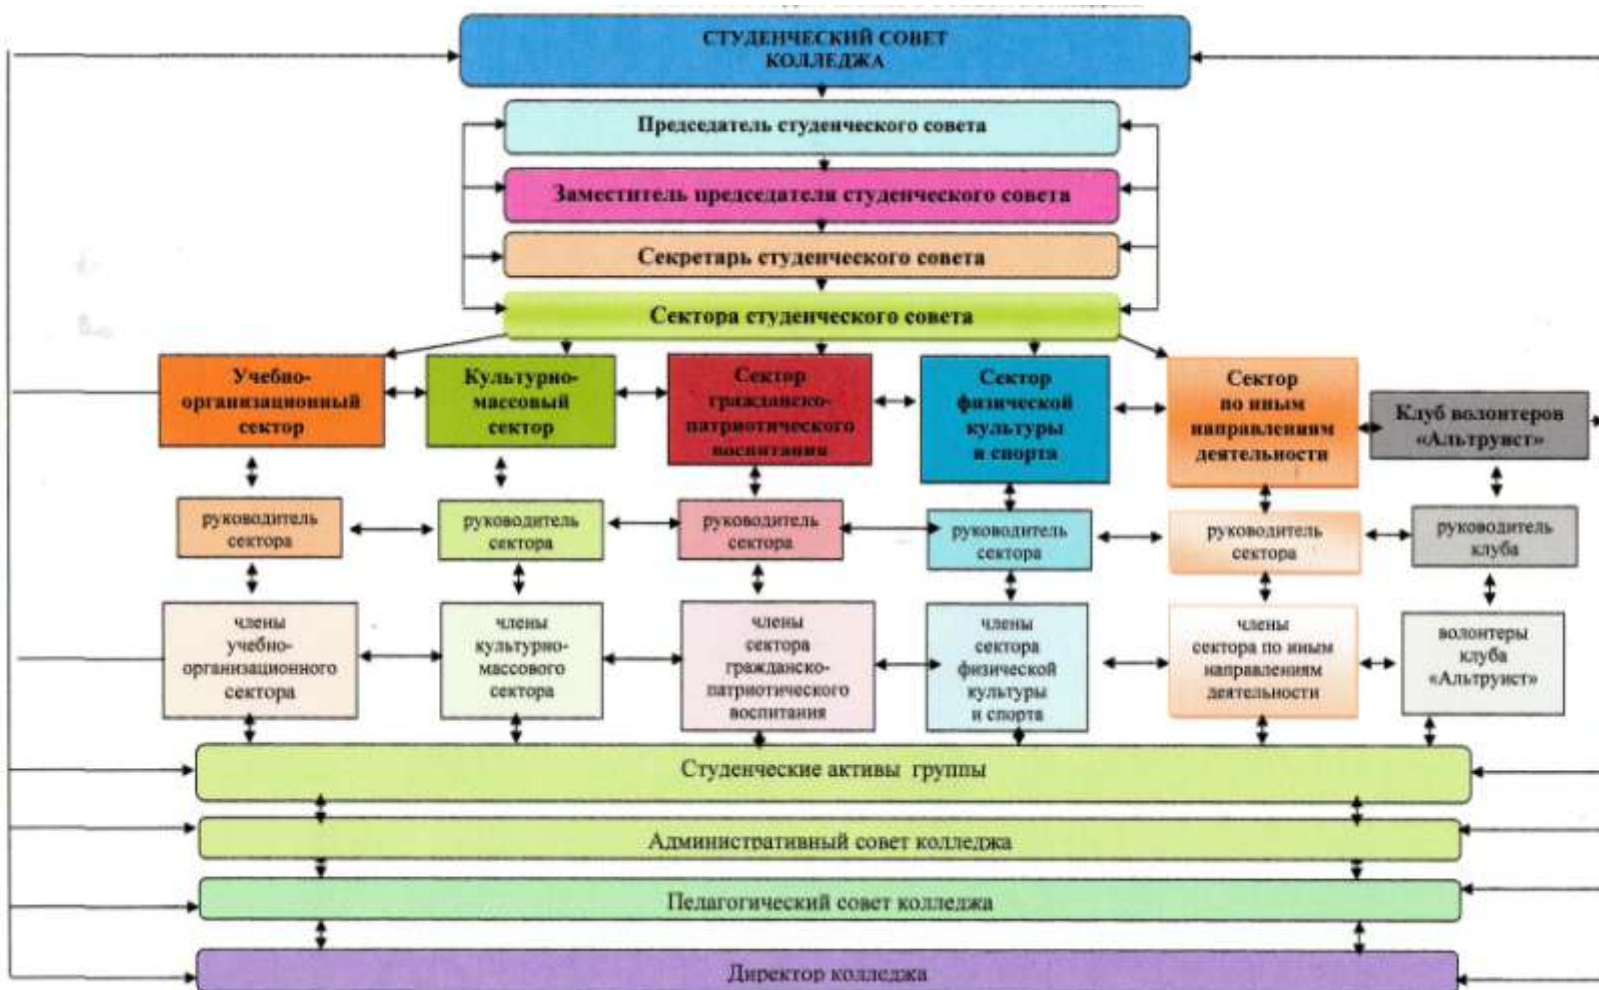 СТУДЕНЧЕСКИЙ СОВЕТ
КОЛЛЕДЖА
Председатель студенческого совета
Заместитель председателя студенческого совета
Секретарь студенческого совета
Сектора студенческого совета
Учебно-
организационный
сектор
Культурно-
массовый
сектор
Сектор
гражданско-
патриотического
воспитания
Сектор
физической
культуры
и спорта
Сектор
по иным
направлениям
деятельности
Клуб волонтеров
«Альтруист»
руководитель
сектора
руководитель
сектора
руководитель
сектора
руководитель
сектора
руководитель
сектора
руководитель
клуба
члены
учебно-
организационного
сектора
члены
культурно-
массового
сектора
члены
сектора
гражданско-
патриотического
воспитания
члены
сектора
физической
культуры
и спорта
члены
сектора по иным
направлениям
деятельности
волонтеры
клуба
«Альтруист»
Студенческие активы группы
Административный совет колледжа
Педагогический совет колледжа
Директор колледжа